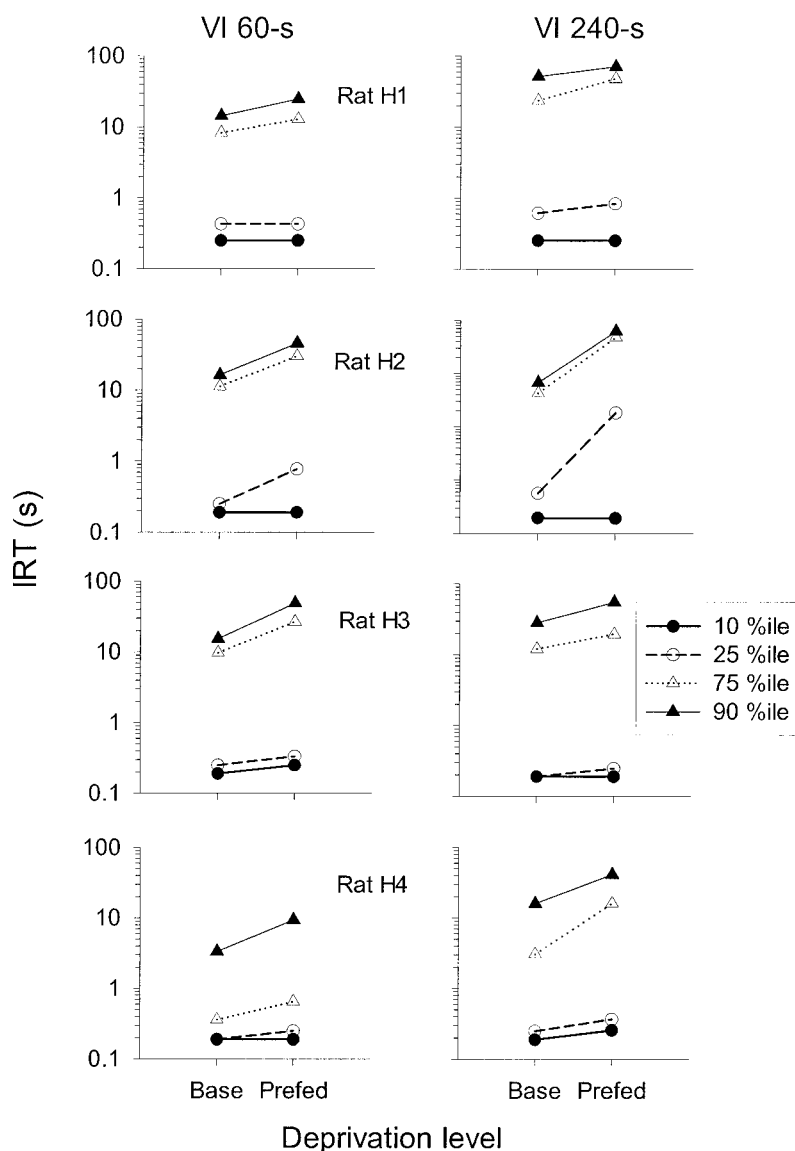 VI 60-s
VI 240-s
100
10
1
0.1
Rat H1
100
10
1
0.1
Rat H2
100
10
1
0.1
Rat H3
100
10
1
0.1
Rat H4
IRT (s)
10 %ile
25 %ile
75 %ile
90 %ile
Base Prefed
Base Prefed
Deprivation level